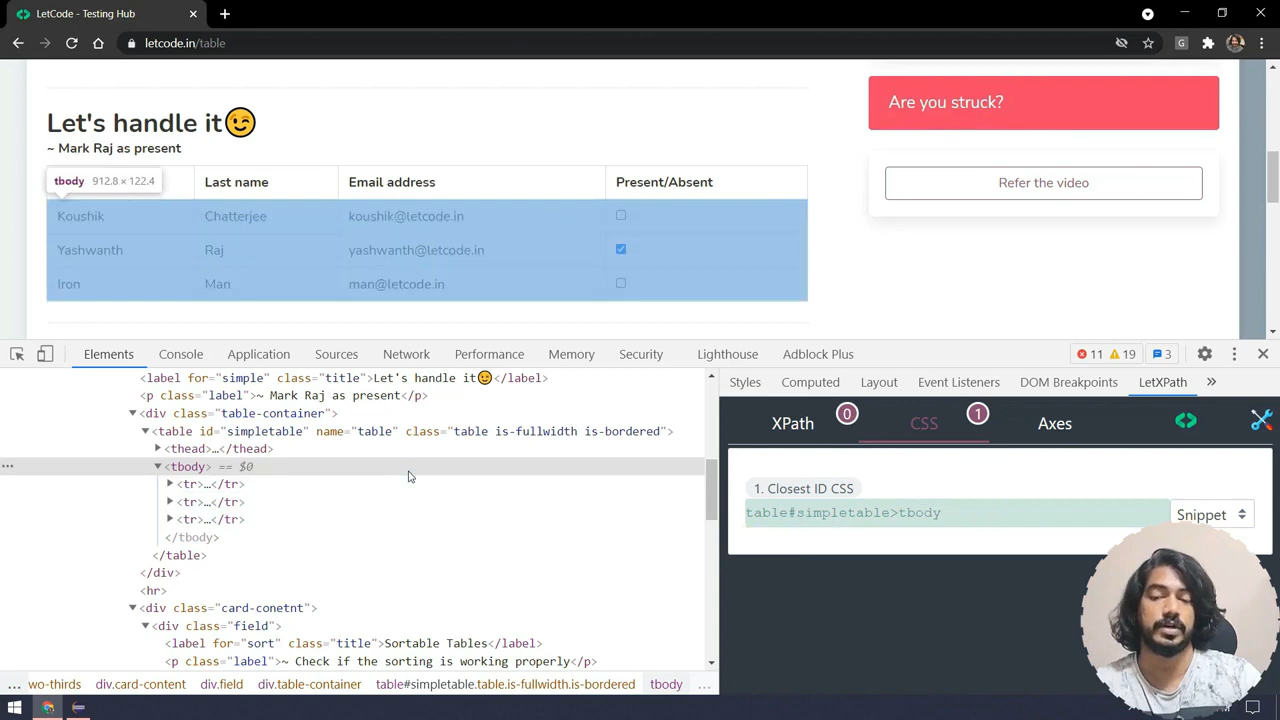 LetCode - Testing Hub
letcode.in/table
G
Let's handle it😉
~ Mark Raj as present
tbody 912.8 × 122.4
Last name Email address Present/Absent
Koushik Chatterjee koushik@letcode.in
Yashwanth Raj yashwanth@letcode.in
Iron Man man@letcode.in
Are you struck?
Refer the video
Elements Console Application Sources Network Performance Memory Security Lighthouse Adblock Plus 11 19 3
<label for="simple" class="title">Let's handle it😉</label>
<p class="label">~ Mark Raj as present</p>
<div class="table-container">
<table id="simpletable" name="table" class="table is-fullwidth is-bordered">
<thead>…</thead>
<tbody> == $0
<tr>…</tr>
<tr>…</tr>
<tr>…</tr>
</tbody>
</table>
</div>
<hr>
<div class="card-conetnt">
<div class="field">
<label for="sort" class="title">Sortable Tables</label>
<p class="label">~ Check if the sorting is working properly</p>
... wo-thirds div.card-content div.field div.table-container table#simpletable.table.is-fullwidth.is-bordered tbody ...
Styles Computed Layout Event Listeners DOM Breakpoints LetXPath »
XPath 0 CSS 1 Axes
1. Closest ID CSS
table#simpletable>tbody Snippet